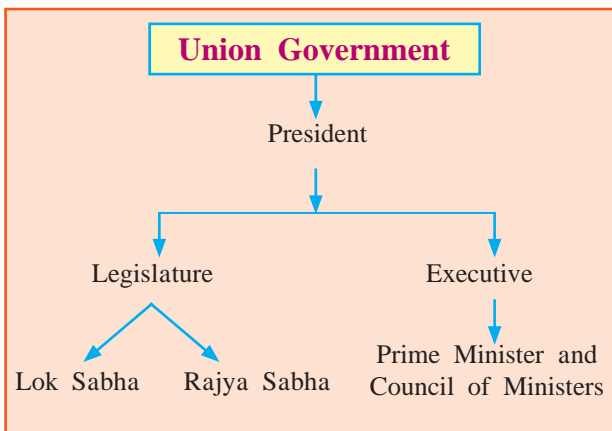 Union Government
President
Legislature
Executive
Lok Sabha
Rajya Sabha
Prime Minister and
Council of Ministers